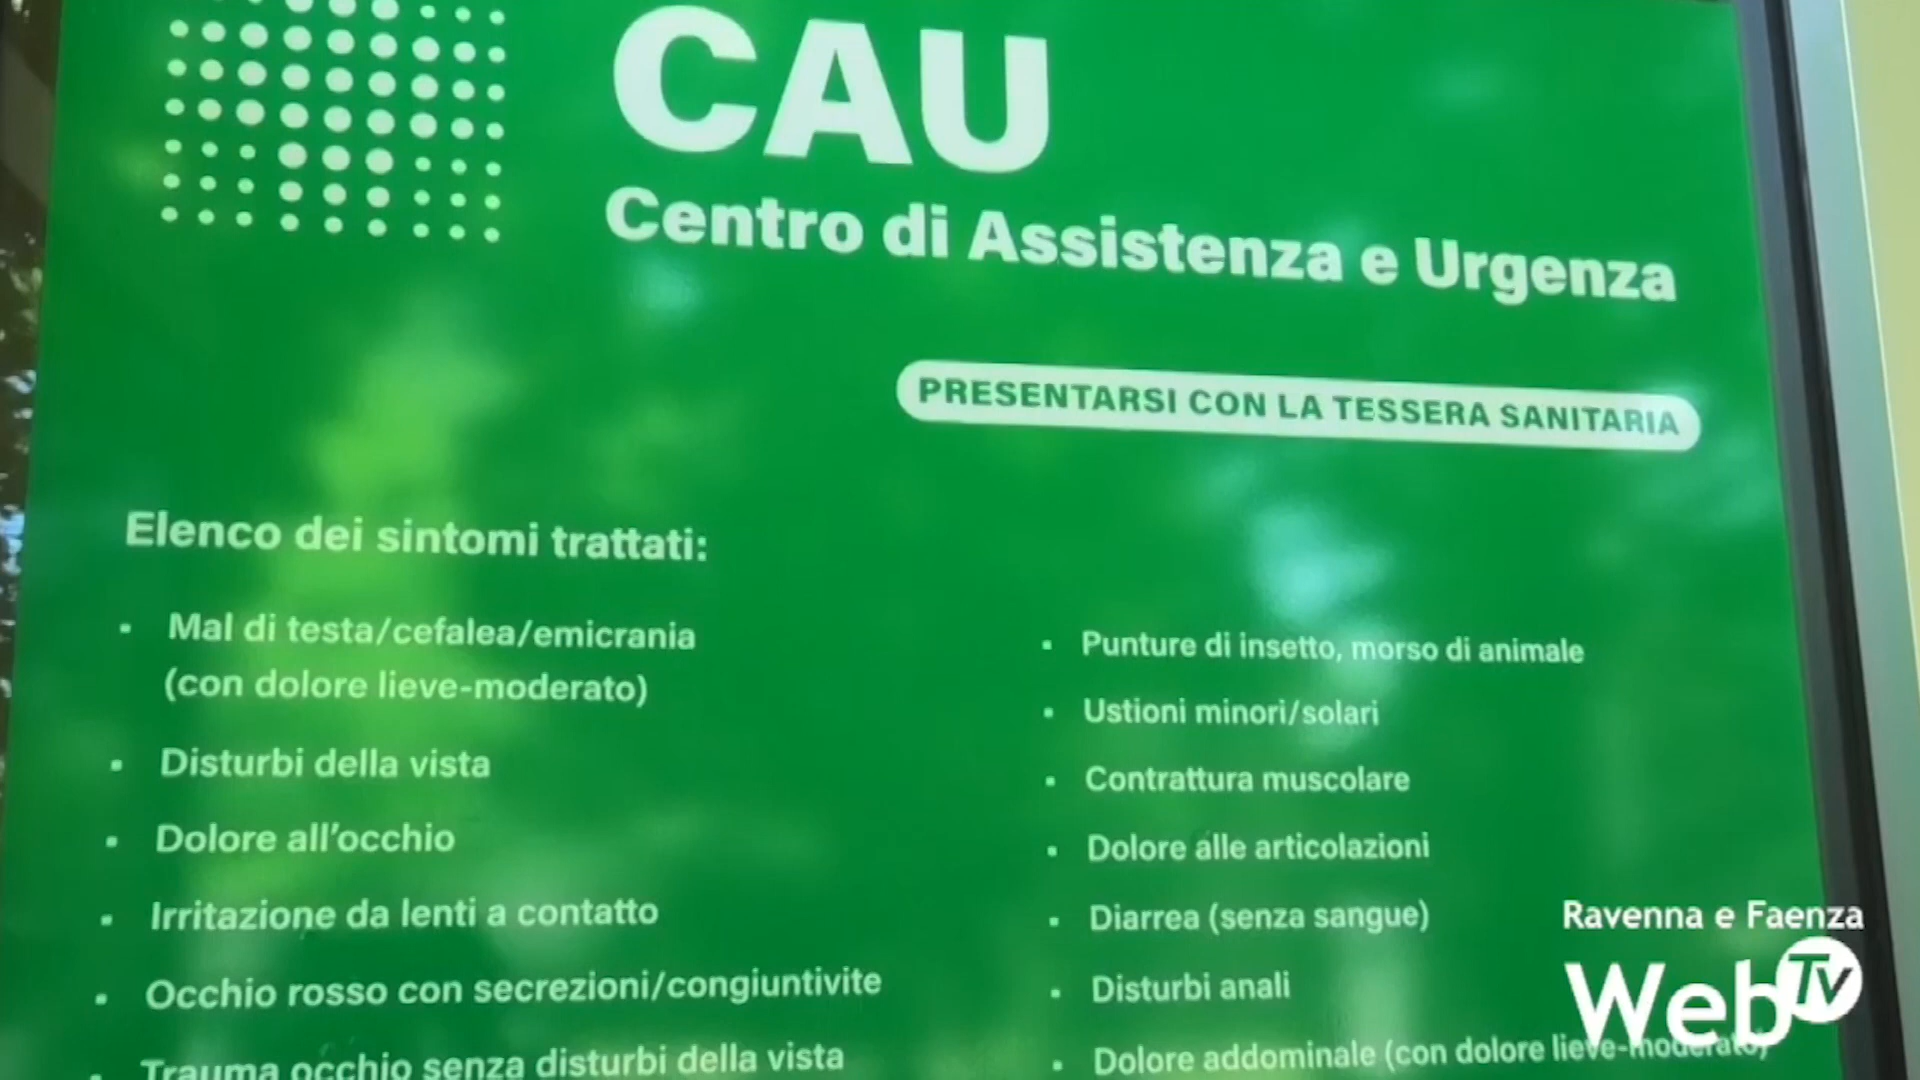 CAU
Centro di Assistenza e Urgenza
PRESENTARSI CON LA TESSERA SANITARIA
Elenco dei sintomi trattati:
Mal di testa/cefalea/emicrania
(con dolore lieve-moderato)
Disturbi della vista
Dolore all'occhio
Irritazione da lenti a contatto
Occhio rosso con secrezioni/congiuntivite
Trauma occhio senza disturbi della vista
Punture di insetto, morso di animale
Ustioni minori/solari
Contrattura muscolare
Dolore alle articolazioni
Diarrea (senza sangue)
Disturbi anali
Dolore addominale (con dolore lieve-moderato)
Ravenna e Faenza
WebTv